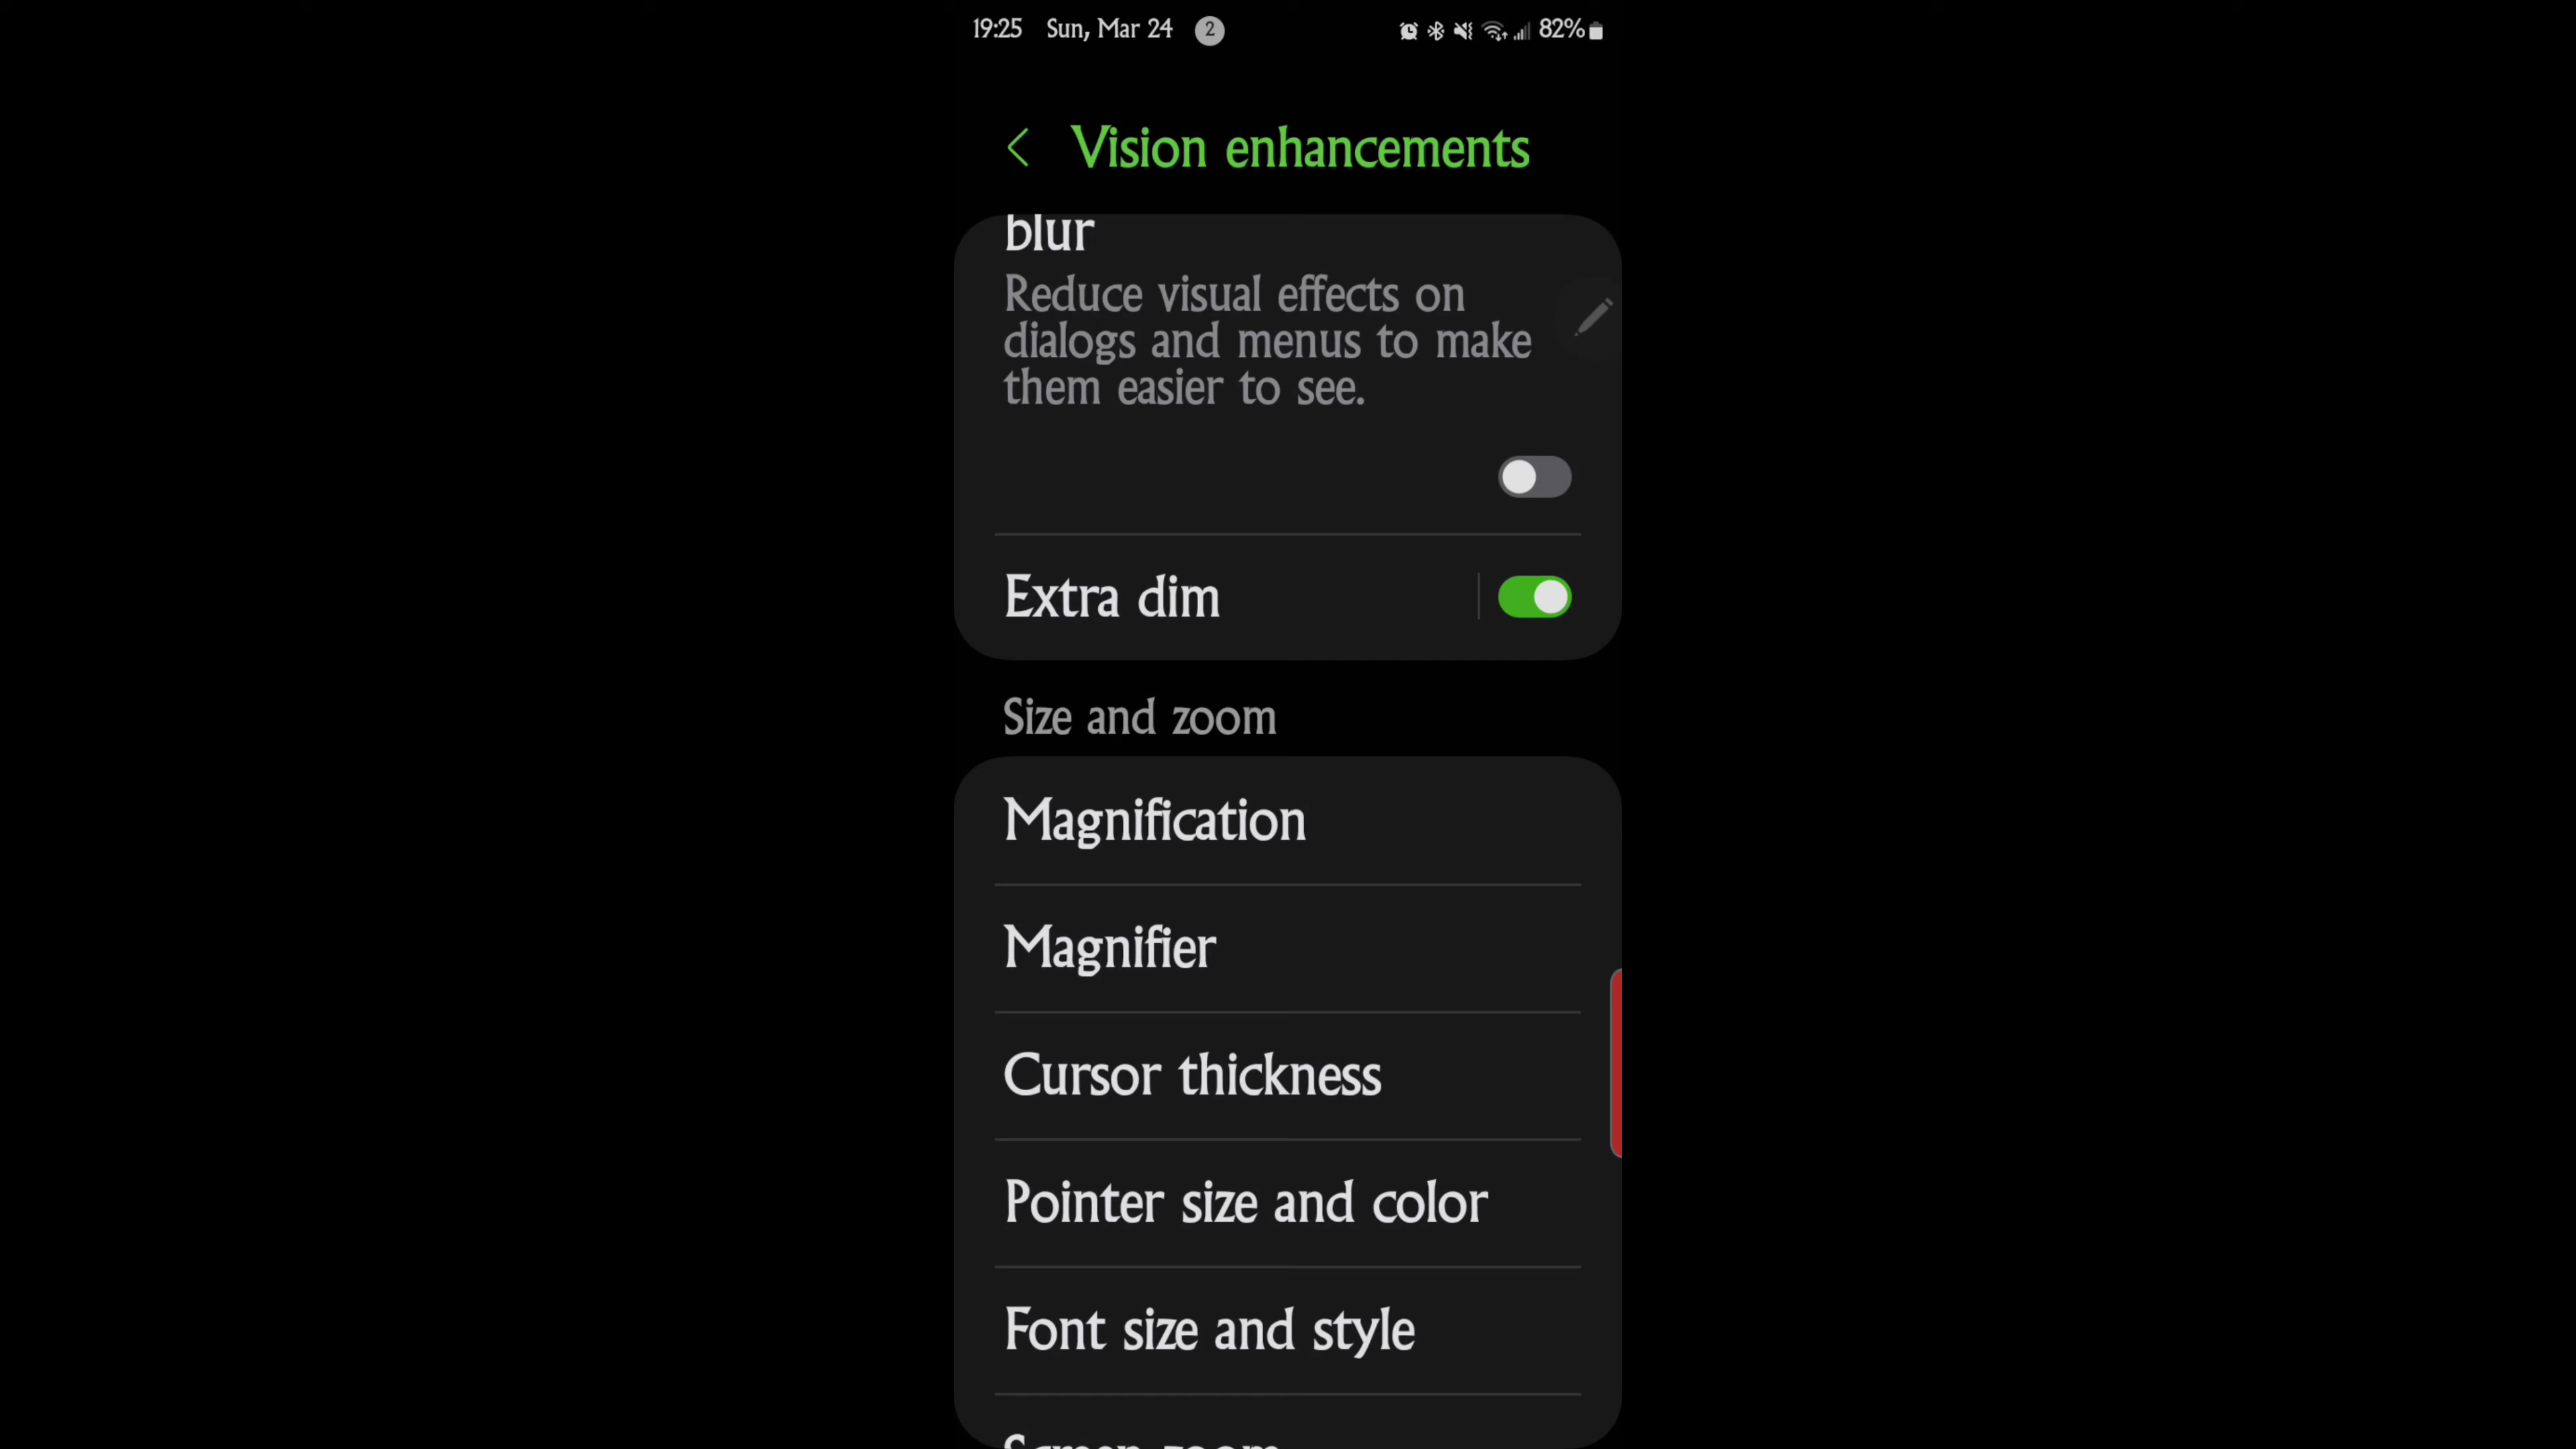 19:25 Sun, Mar 24 2 82%
Vision enhancements
blur
Reduce visual effects on
dialogs and menus to make
them easier to see.
Extra dim
Size and zoom
Magnification
Magnifier
Cursor thickness
Pointer size and color
Font size and style
Screen zoom